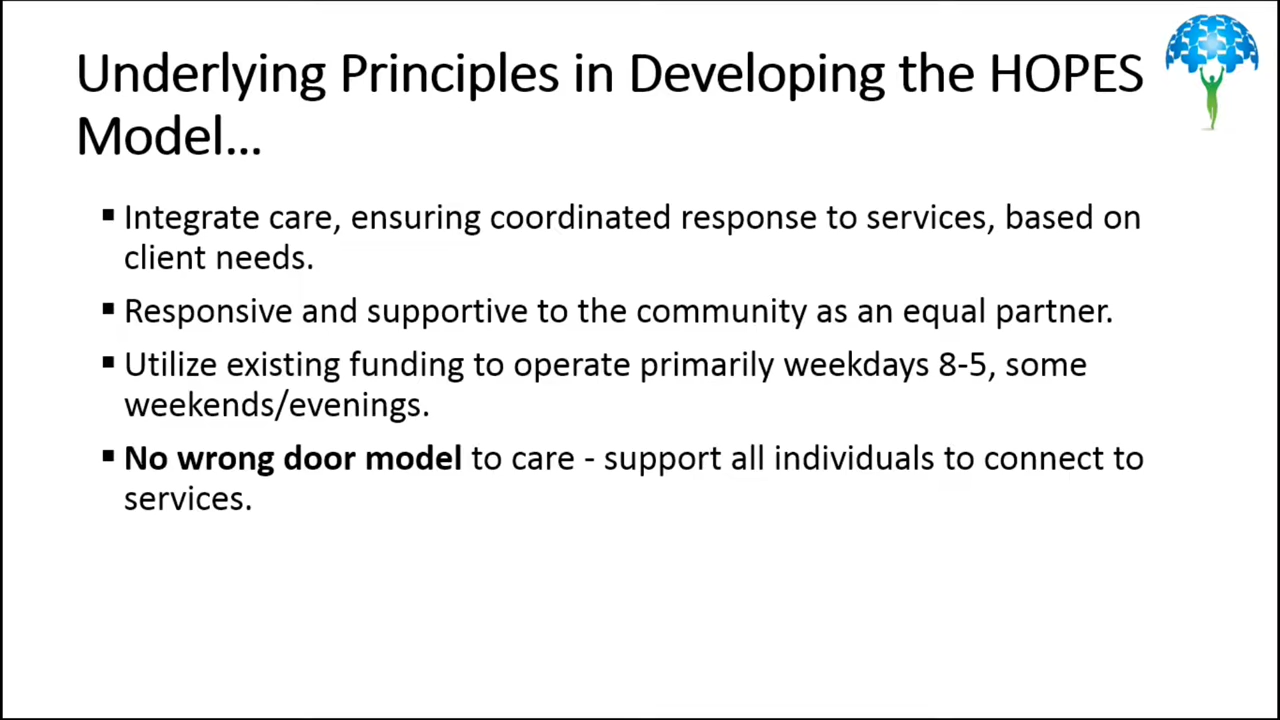 Underlying Principles in Developing the HOPES
Model...
▪ Integrate care, ensuring coordinated response to services, based on
client needs.
▪ Responsive and supportive to the community as an equal partner.
▪ Utilize existing funding to operate primarily weekdays 8-5, some
weekends/evenings.
▪ No wrong door model to care - support all individuals to connect to
services.